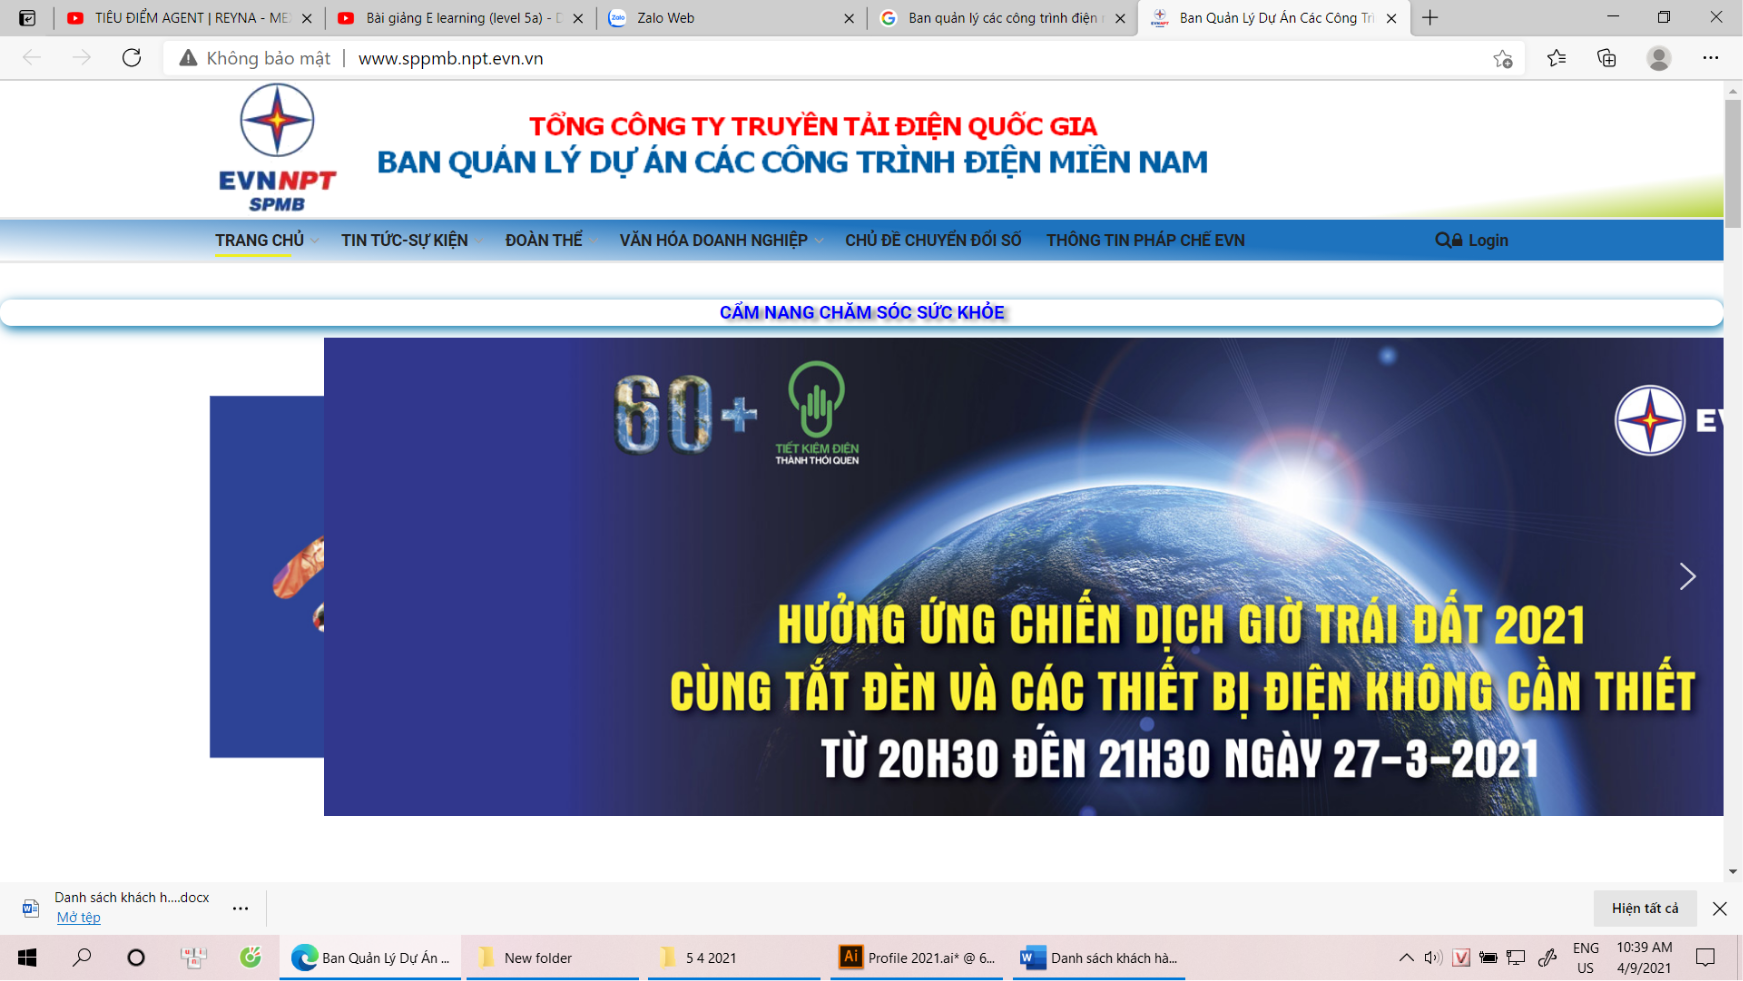 TIÊU ĐIỂM AGENT | REYNA - ME
Bài giảng E learning (level 5a) -
Zalo Web
Ban quản lý các công trình điện
Ban Quản Lý Dự Án Các Công Tr
Không bảo mật | www.sppmb.npt.evn.vn
EVNNPT
SPMB
TỔNG CÔNG TY TRUYỀN TẢI ĐIỆN QUỐC GIA
BAN QUẢN LÝ DỰ ÁN CÁC CÔNG TRÌNH ĐIỆN MIỀN NAM
TRANG CHỦ TIN TỨC-SỰ KIỆN ĐOÀN THỂ VĂN HÓA DOANH NGHIỆP CHỦ ĐỀ CHUYỂN ĐỔI SỐ THÔNG TIN PHÁP CHẾ EVN Login
CẨM NANG CHĂM SÓC SỨC KHỎE
60+
TIẾT KIỆM ĐIỆN
THÀNH THÓI QUEN
HƯỞNG ỨNG CHIẾN DỊCH GIỜ TRÁI ĐẤT 2021
CÙNG TẮT ĐÈN VÀ CÁC THIẾT BỊ ĐIỆN KHÔNG CẦN THIẾT
TỪ 20H30 ĐẾN 21H30 NGÀY 27-3-2021
Danh sách khách h....docx
Mở tệp
Hiện tất cả
Ban Quản Lý Dự Án ...
New folder
5 4 2021
Profile 2021.ai* @ 6...
Danh sách khách hà...
ENG
US
10:39 AM
4/9/2021